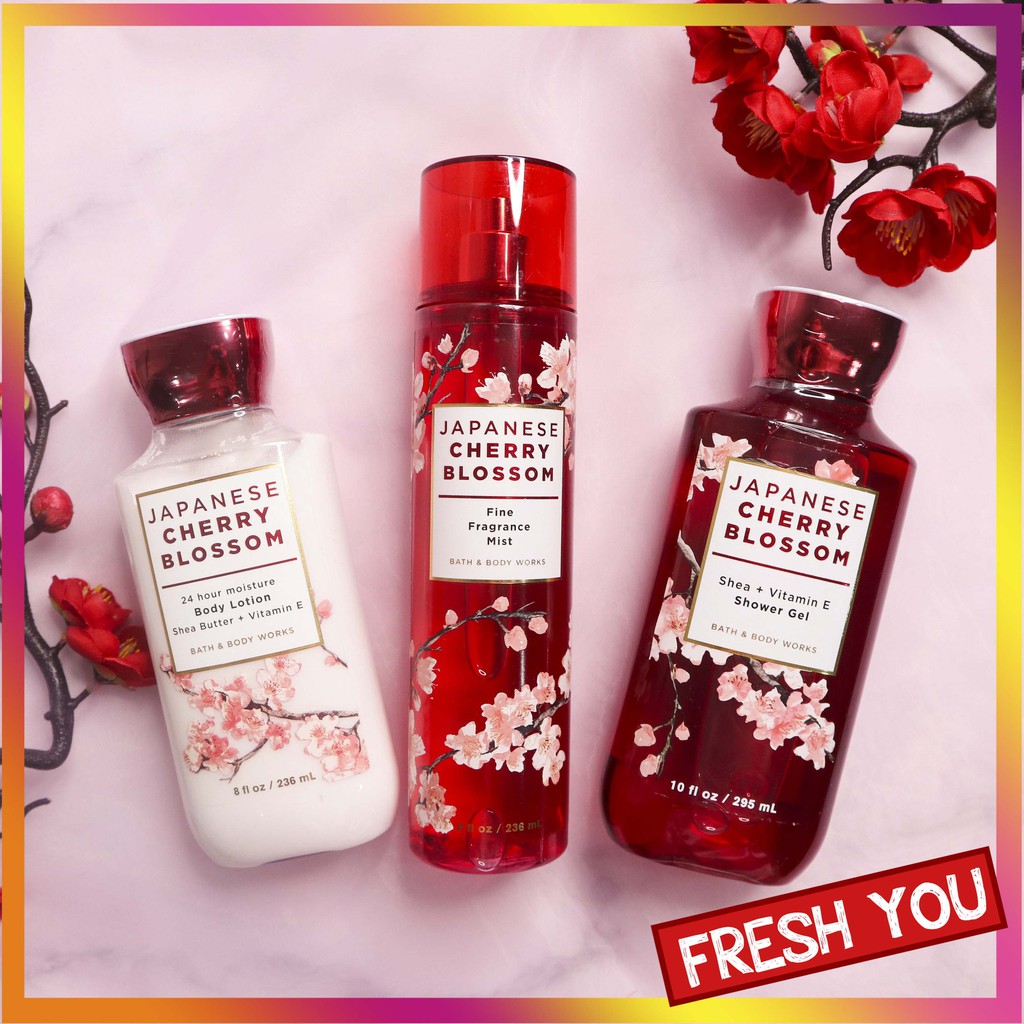 JAPANESE
CHERRY
BLOSSOM
24 hour moisture
Body Lotion
Shea Butter + Vitamin E
BATH & BODY WORKS
8 fl oz / 236 mL
JAPANESE
CHERRY
BLOSSOM
Fine
Fragrance
Mist
BATH & BODY WORKS
fl oz / 236 mL
JAPANESE
CHERRY
BLOSSOM
Shea + Vitamin E
Shower Gel
BATH & BODY WORKS
10 fl oz / 295 mL
FRESH YOU